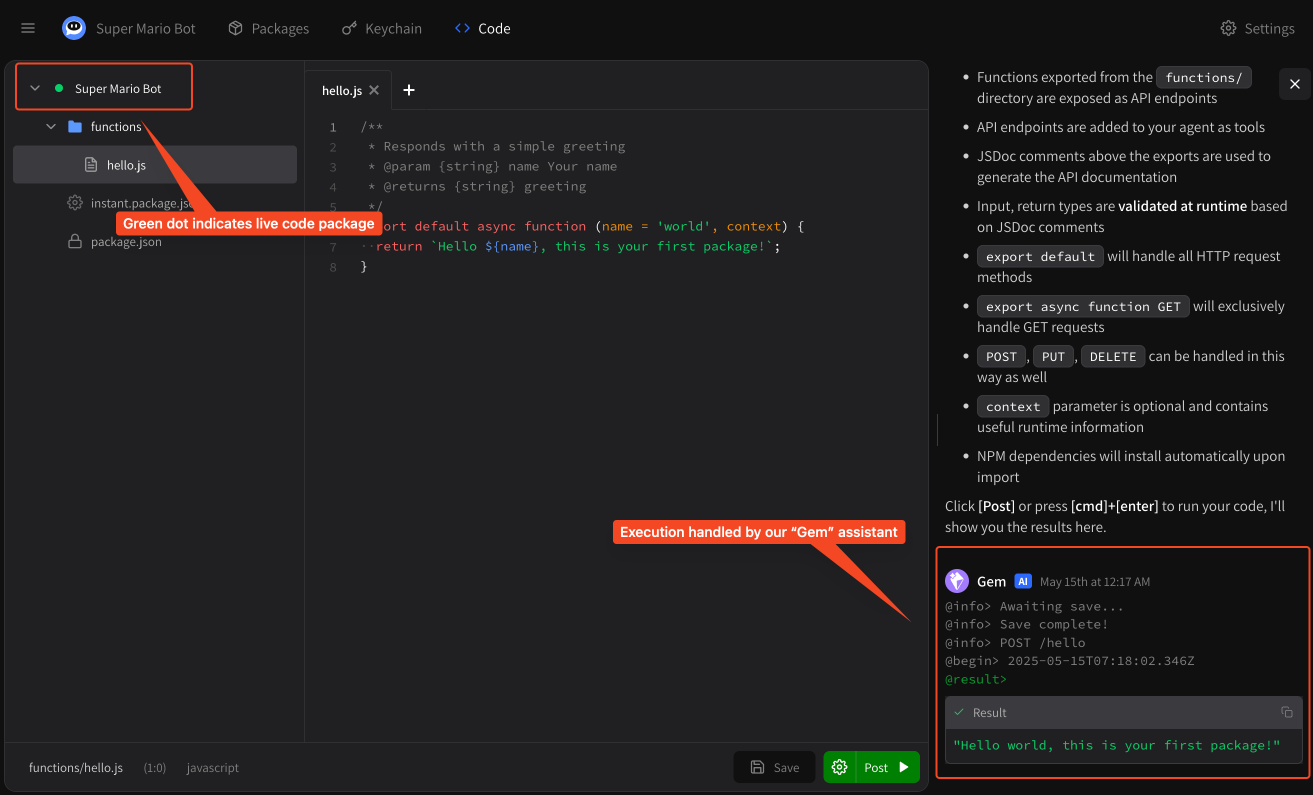 Super Mario Bot
Packages
Keychain
<> Code
Settings
Super Mario Bot
functions
hello.js
instant.package.jso
package.json
Green dot indicates live code package
hello.js
1 /**
2 * Responds with a simple greeting
3 * @param {string} name Your name
4 * @returns {string} greeting
5 */
ort default async function (name = 'world', context) {
7 return `Hello ${name}, this is your first package!`;
8 }
Execution handled by our “Gem” assistant
functions/hello.js
(1:0)
javascript
Save
Post
• Functions exported from the functions/
directory are exposed as API endpoints
• API endpoints are added to your agent as tools
• JSDoc comments above the exports are used to
generate the API documentation
• Input, return types are validated at runtime based
on JSDoc comments
• export default will handle all HTTP request
methods
• export async function GET will exclusively
handle GET requests
• POST, PUT, DELETE can be handled in this
way as well
• context parameter is optional and contains
useful runtime information
• NPM dependencies will install automatically upon
import
Click [Post] or press [cmd]+[enter] to run your code, I'll
show you the results here.
Gem AI May 15th at 12:17 AM
@info> Awaiting save...
@info> Save complete!
@info> POST /hello
@begin> 2025-05-15T07:18:02.346Z
@result>
Result
"Hello world, this is your first package!"